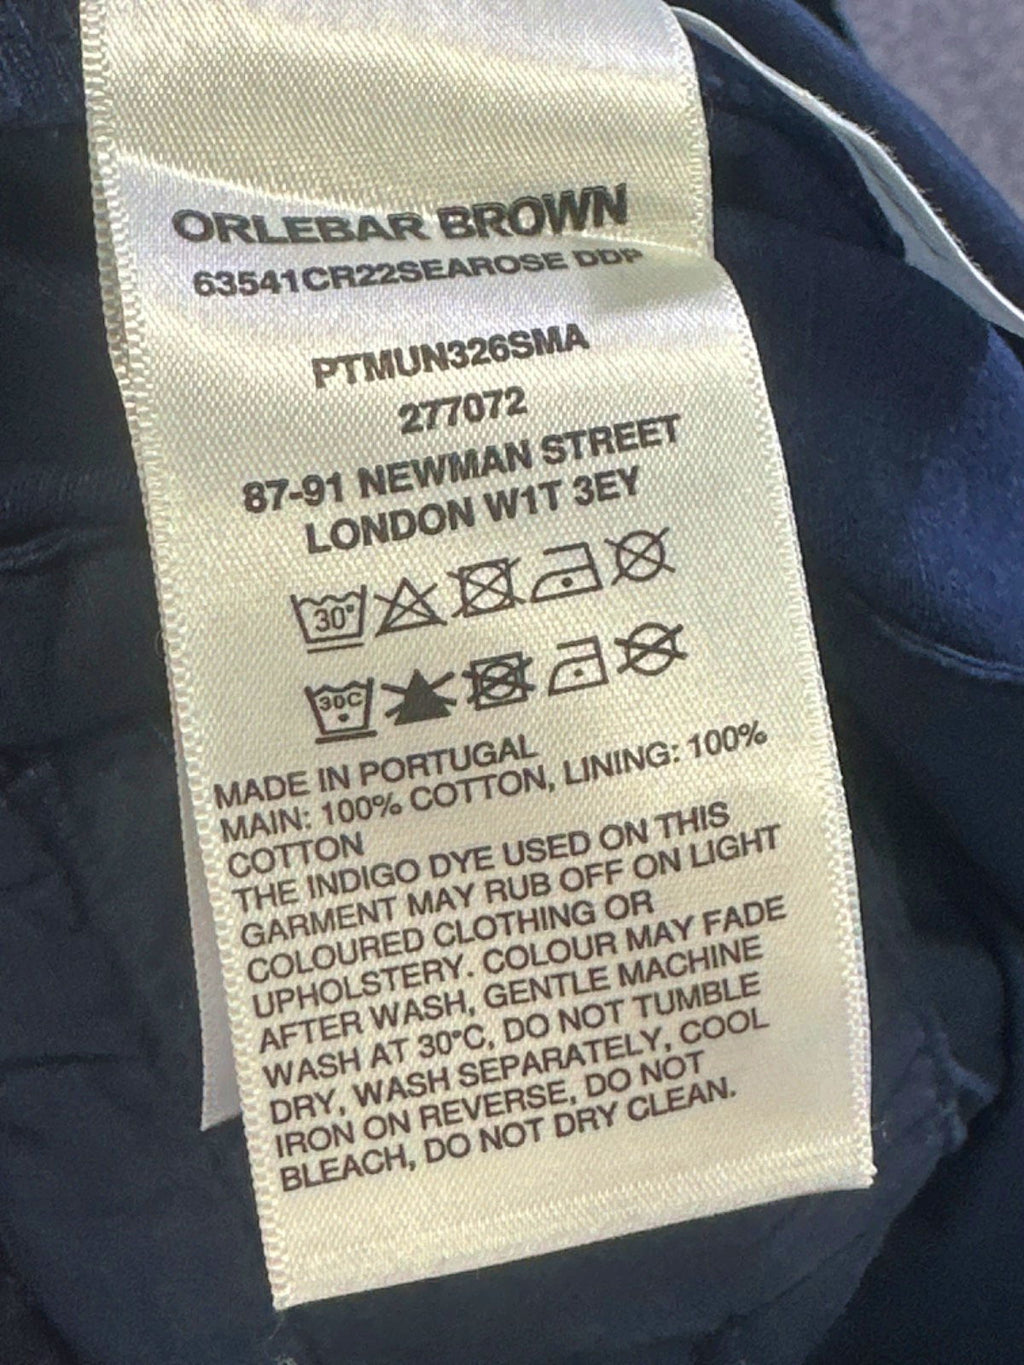 ORLEBAR BROWN
63541CR22SEAROSE DDP
PTMUN326SMA
277072
87-91 NEWMAN STREET
LONDON W1T 3EY
30°
30C
MADE IN PORTUGAL
MAIN: 100% COTTON, LINING: 100%
COTTON
THE INDIGO DYE USED ON THIS
GARMENT MAY RUB OFF ON LIGHT
COLOURED CLOTHING OR
UPHOLSTERY. COLOUR MAY FADE
AFTER WASH, GENTLE MACHINE
WASH AT 30°C, DO NOT TUMBLE
DRY, WASH SEPARATELY, COOL
IRON ON REVERSE, DO NOT
BLEACH, DO NOT DRY CLEAN.